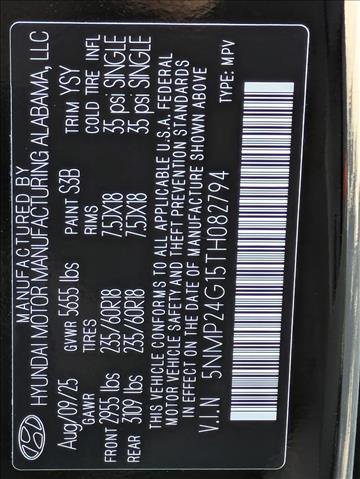 MANUFACTURED BY
HYUNDAI MOTOR MANUFACTURING ALABAMA, LLC
Aug/09/25 GVWR 5655 lbs PAINT S3B TRIM YSY
GAWR TIRES RIMS COLD TIRE INFL
FRONT 2955 lbs 235/60R18 7.5JX18 35 psi SINGLE
REAR 3109 lbs 235/60R18 7.5JX18 35 psi SINGLE
THIS VEHICLE CONFORMS TO ALL APPLICABLE U.S.A. FEDERAL
MOTOR VEHICLE SAFETY AND THEFT PREVENTION STANDARDS
IN EFFECT ON THE DATE OF MANUFACTURE SHOWN ABOVE
V.I.N 5NMP24G15TH082794 TYPE: MPV